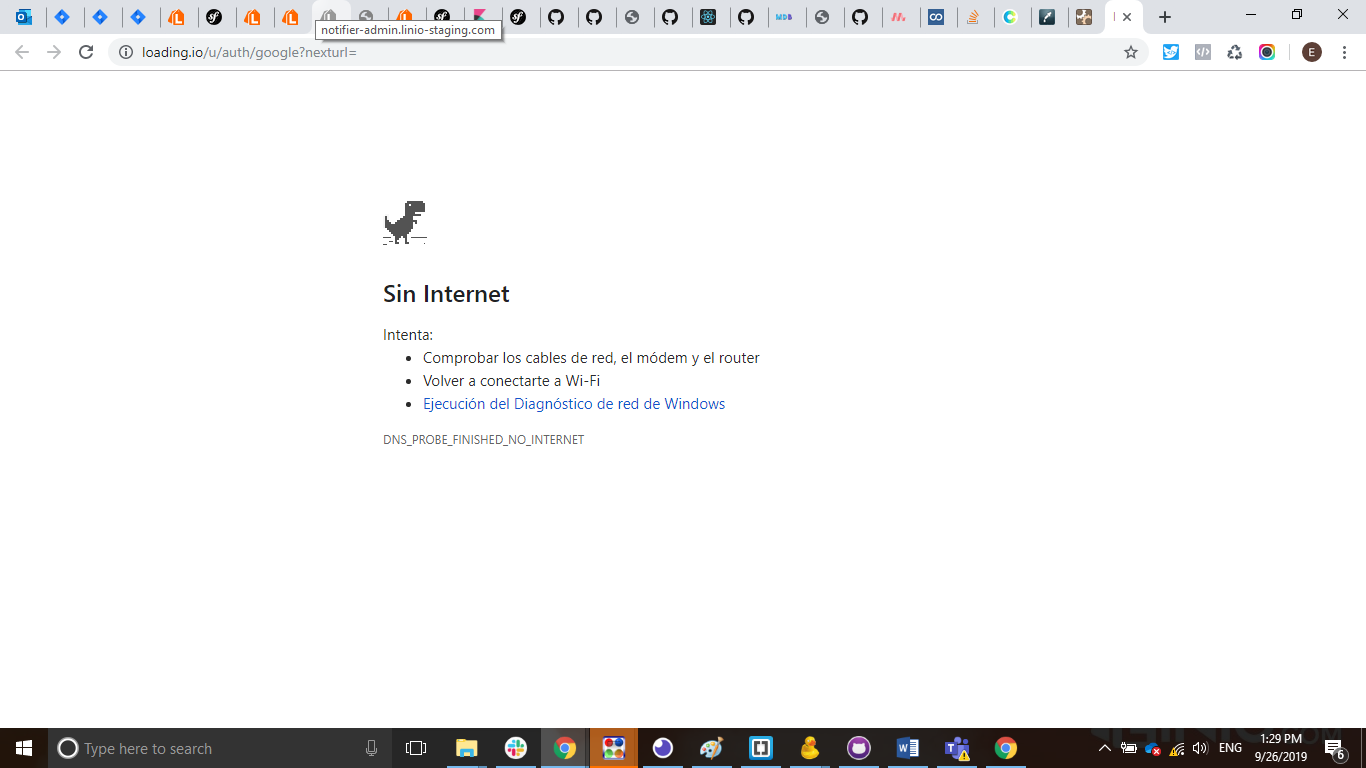 notifier-admin.linio-staging.com
loading.io/u/auth/google?nexturl=
E
Sin Internet
Intenta:
Comprobar los cables de red, el módem y el router
Volver a conectarte a Wi-Fi
Ejecución del Diagnóstico de red de Windows
DNS_PROBE_FINISHED_NO_INTERNET
Type here to search
ENG
1:29 PM
9/26/2019
6